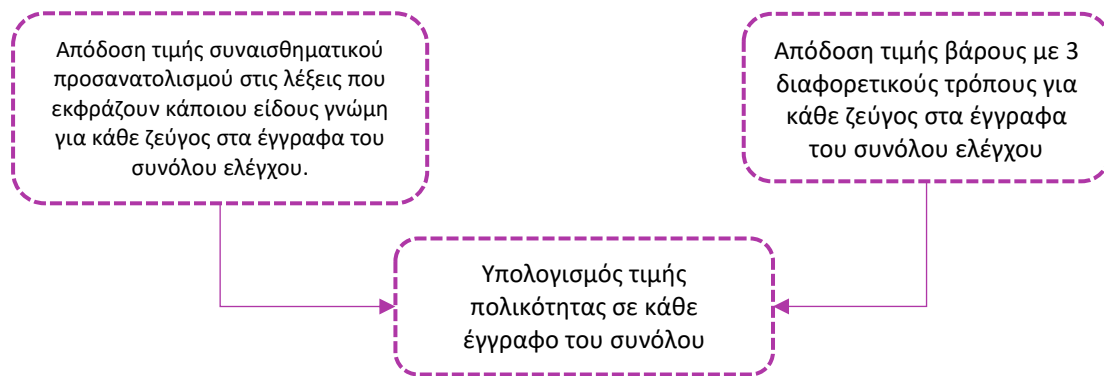 Απόδοση τιμής συναισθηματικού
προσανατολισμού στις λέξεις που
εκφράζουν κάποιου είδους γνώμη
για κάθε ζεύγος στα έγγραφα του
συνόλου ελέγχου.
Απόδοση τιμής βάρους με 3
διαφορετικούς τρόπους για
κάθε ζεύγος στα έγγραφα
του συνόλου ελέγχου
Υπολογισμός τιμής
πολικότητας σε κάθε
έγγραφο του συνόλου